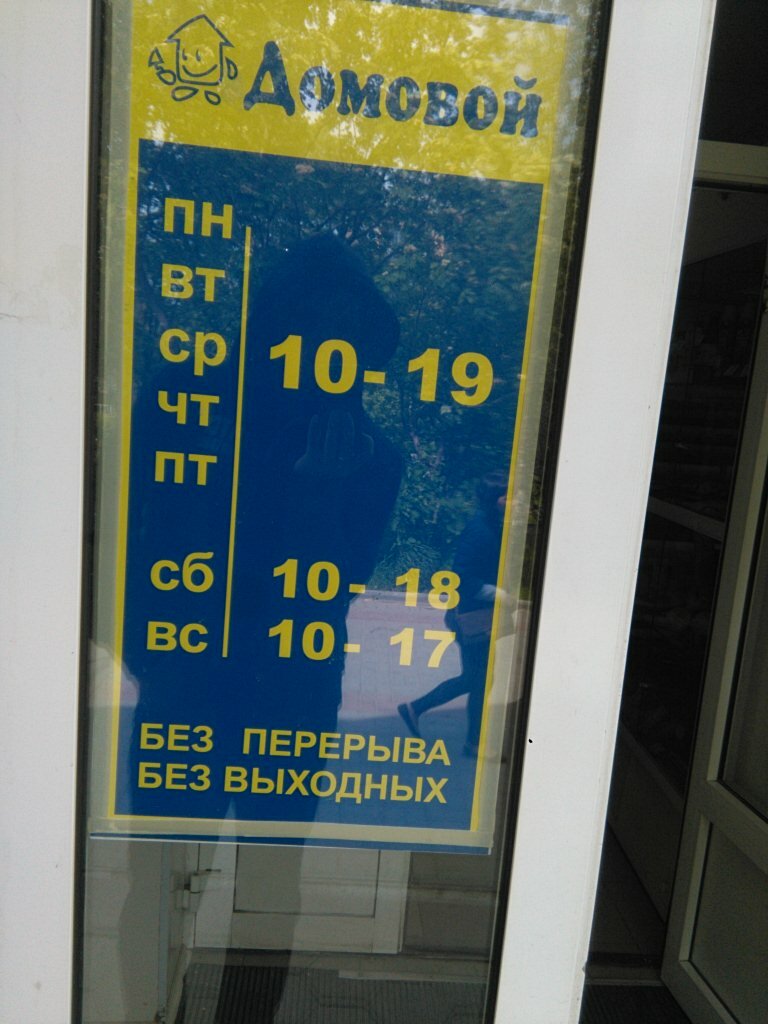 Домовой
пн
вт
ср 10-19
чт
пт
сб 10-18
вс 10-17
БЕЗ ПЕРЕРЫВА
БЕЗ ВЫХОДНЫХ